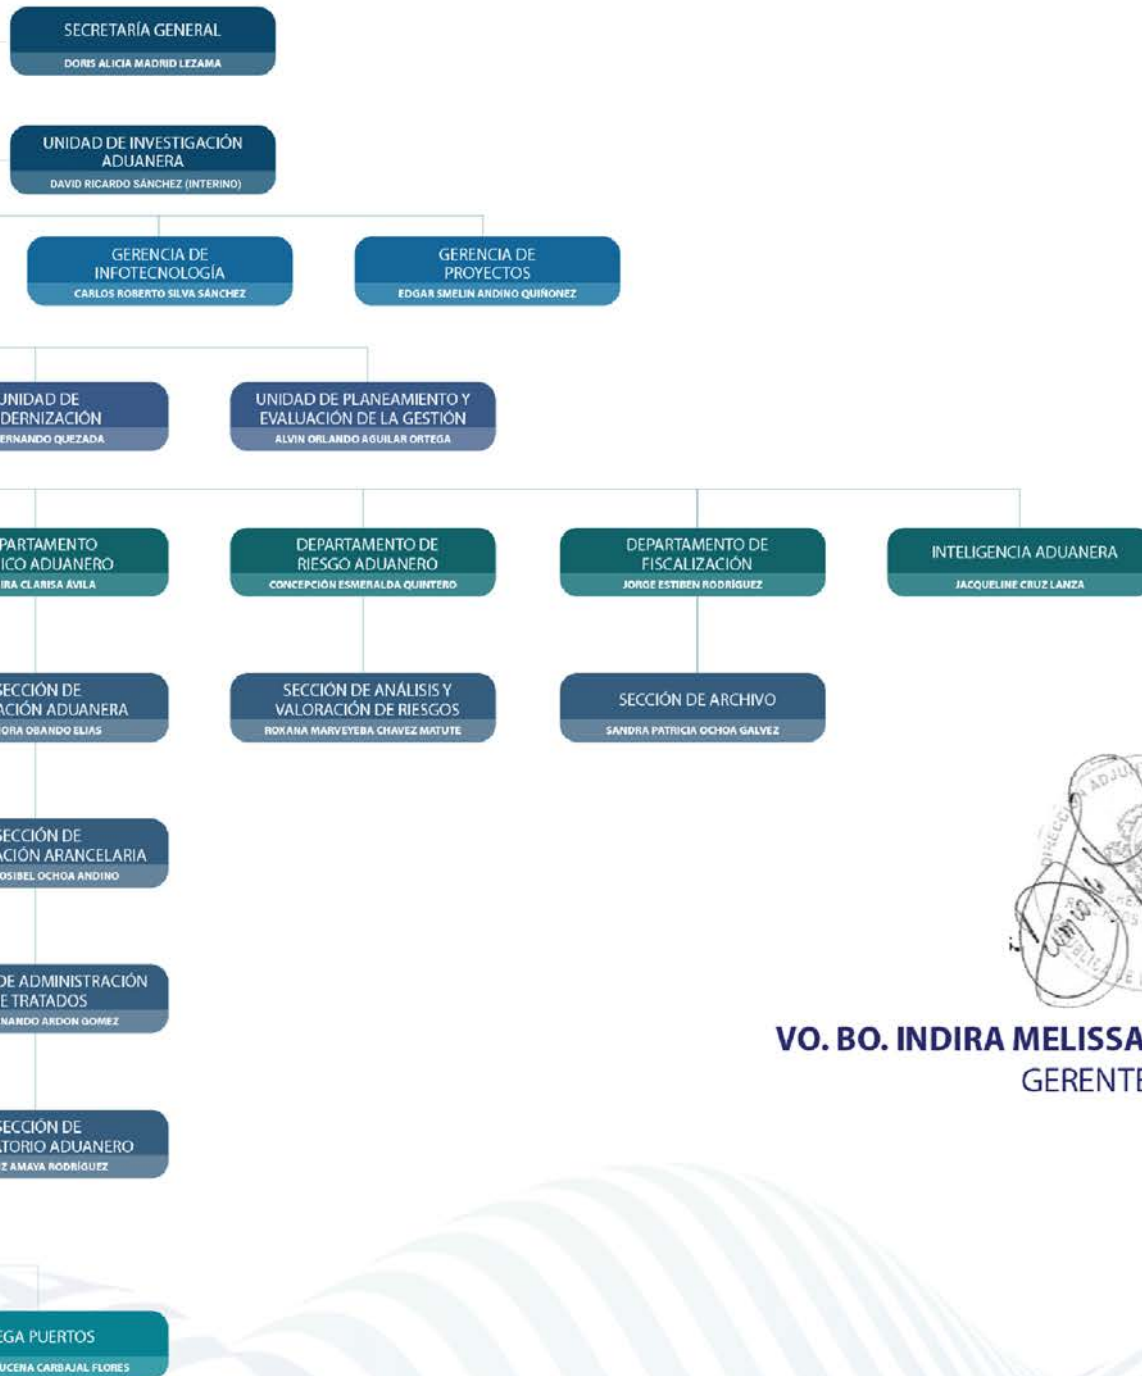 SECRETARÍA GENERAL
DORIS ALICIA MADRID LEZAMA
UNIDAD DE INVESTIGACIÓN
ADUANERA
DAVID RICARDO SÁNCHEZ (INTERINO)
GERENCIA DE
INFOTECNOLOGÍA
CARLOS ROBERTO SILVA SÁNCHEZ
GERENCIA DE
PROYECTOS
EDGAR SMELIN ANDINO QUIÑONEZ
UNIDAD DE
DERNIZACIÓN
ERNANDO QUEZADA
UNIDAD DE PLANEAMIENTO Y
EVALUACIÓN DE LA GESTIÓN
ALVIN ORLANDO AGUILAR ORTEGA
PARTAMENTO
ICO ADUANERO
IRA CLARISA ÁVILA
DEPARTAMENTO DE
RIESGO ADUANERO
CONCEPCIÓN ESMERALDA QUINTERO
DEPARTAMENTO DE
FISCALIZACIÓN
JORGE ESTIBEN RODRÍGUEZ
INTELIGENCIA ADUANERA
JACQUELINE CRUZ LANZA
SECCIÓN DE
ACIÓN ADUANERA
ORA OBANDO ELIAS
SECCIÓN DE ANÁLISIS Y
VALORACIÓN DE RIESGOS
ROXANA MARVEYEBA CHAVEZ MATUTE
SECCIÓN DE ARCHIVO
SANDRA PATRICIA OCHOA GALVEZ
SECCIÓN DE
ACIÓN ARANCELARIA
OSIBEL OCHOA ANDINO
DE ADMINISTRACIÓN
E TRATADOS
NANDO ARDON GOMEZ
VO. BO. INDIRA MELISSA
GERENTE
SECCIÓN DE
ATORIO ADUANERO
Z AMAYA RODRÍGUEZ
EGA PUERTOS
UCENA CARBAJAL FLORES